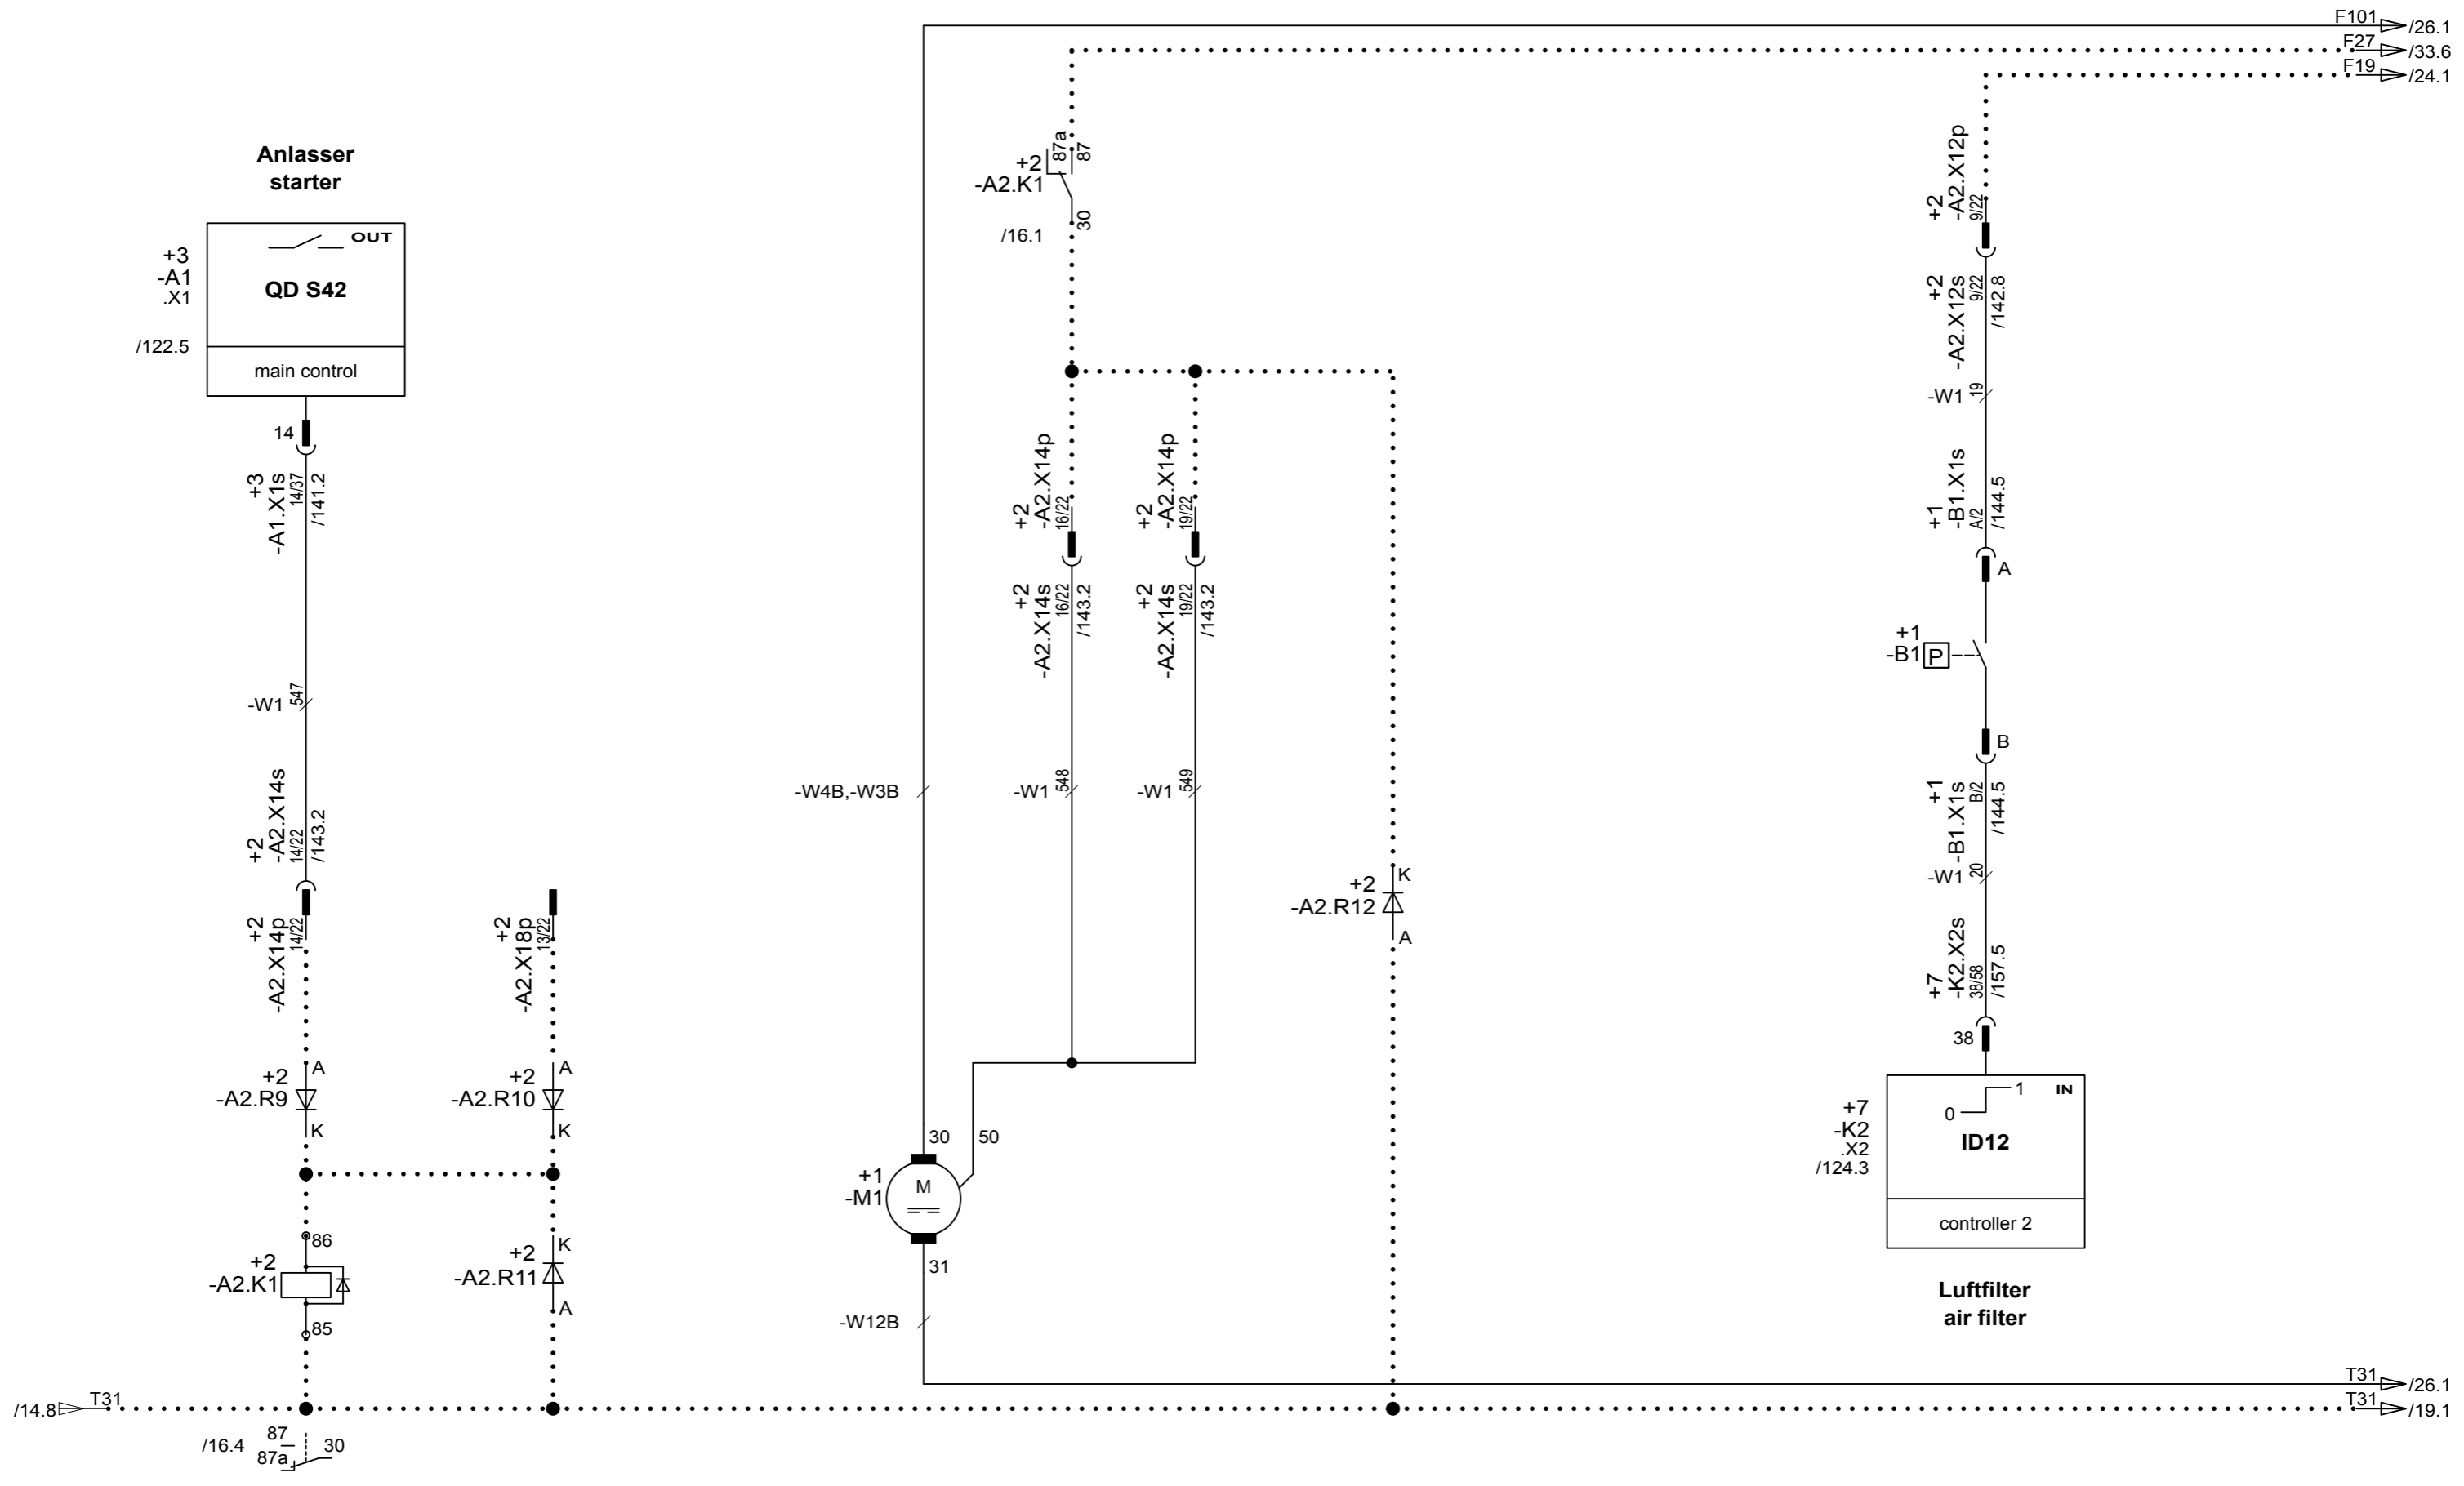 F101
/26.1
F27
/33.6
F19
/24.1
Anlasser
starter
OUT
QD S42
+3
-A1
.X1
/122.5
main control
14
+3
-A1.X1s
14/37
/141.2
-W1
547
+2
-A2.X14s
14/22
/143.2
+2
-A2.X14p
14/22
+2
-A2.X18p
13/22
A
+2
-A2.R9
K
A
+2
-A2.R10
K
86
+2
-A2.K1
85
K
+2
-A2.R11
A
/14.8
T31
/16.4
87
87a
30
87a
87
+2
-A2.K1
30
/16.1
+2
-A2.X14p
16/22
+2
-A2.X14p
19/22
+2
-A2.X14s
16/22
/143.2
+2
-A2.X14s
19/22
/143.2
-W4B,-W3B
-W1
548
-W1
549
K
+2
-A2.R12
A
30
50
+1
-M1
M
31
-W12B
+2
-A2.X12p
9/22
+2
-A2.X12s
9/22
/142.8
-W1
19
+1
-B1.X1s
A/2
/144.5
A
+1
-B1
P
B
+1
-B1.X1s
B/2
/144.5
-W1
20
+7
-K2.X2s
38/58
/157.5
38
1
IN
0
ID12
+7
-K2
.X2
/124.3
controller 2
Luftfilter
air filter
T31
/26.1
T31
/19.1